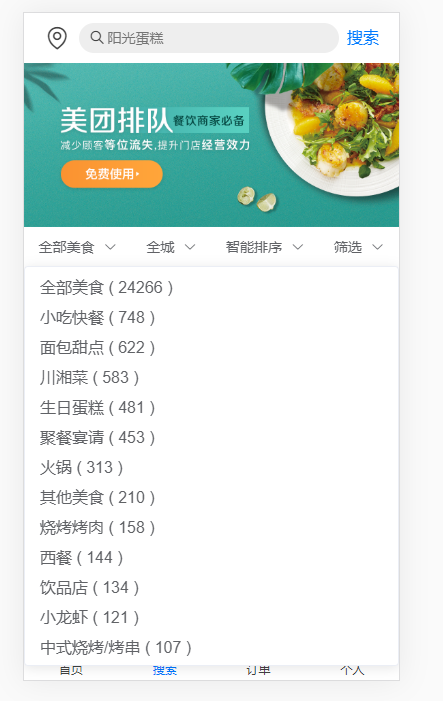 阳光蛋糕 搜索
美团排队 餐饮商家必备
减少顾客等位流失,提升门店经营效力
免费使用
全部美食 全城 智能排序 筛选
全部美食 ( 24266 )
小吃快餐 ( 748 )
面包甜点 ( 622 )
川湘菜 ( 583 )
生日蛋糕 ( 481 )
聚餐宴请 ( 453 )
火锅 ( 313 )
其他美食 ( 210 )
烧烤烤肉 ( 158 )
西餐 ( 144 )
饮品店 ( 134 )
小龙虾 ( 121 )
中式烧烤/烤串 ( 107 )
首页 搜索 订单 个人